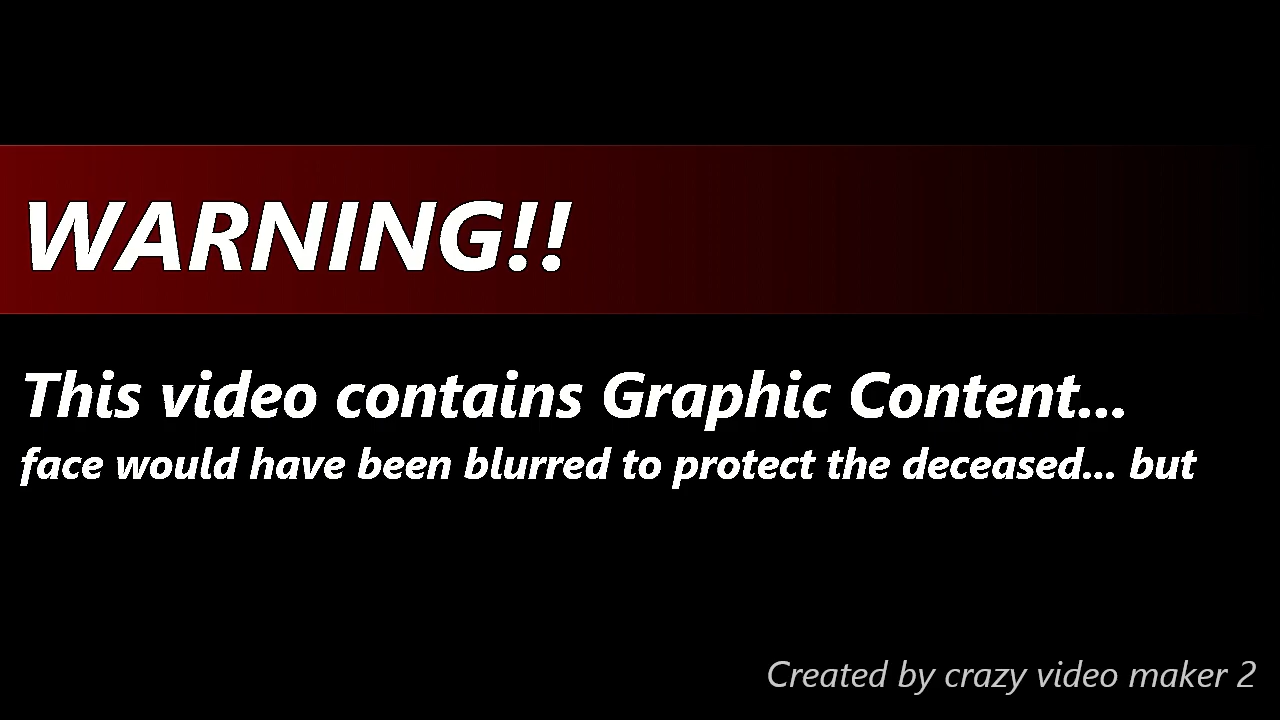 WARNING!!
This video contains Graphic Content...
face would have been blurred to protect the deceased... but
Created by crazy video maker 2